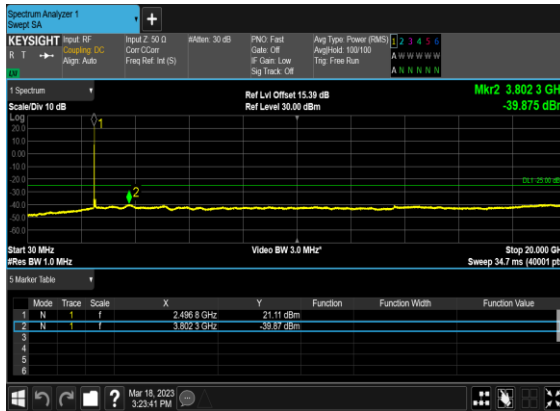 Spectrum Analyzer 1
Swept SA
+
KEYSIGHT Input: RF Input Z: 50 Ω #Atten: 30 dB PNO: Fast Avg Type: Power (RMS) 1 2 3 4 5 6
R T Coupling: DC Corr CCorr Gate: Off Avg|Hold: 100/100 A W W W W W
Align: Auto Freq Ref: Int (S) IF Gain: Low Trig: Free Run
Sig Track: Off A N N N N N
LXI
1 Spectrum Ref Lvl Offset 15.39 dB Mkr2 3.802 3 GH
Scale/Div 10 dB Ref Level 30.00 dBm -39.875 dBr
Log
1
20.0
10.0
0.00
-10.0
-20.0
DL1 -25.00 dB
-30.0
2
-40.0
-50.0
-60.0
Start 30 MHz Video BW 3.0 MHz* Stop 20.000 GH
#Res BW 1.0 MHz Sweep 34.7 ms (40001 pt
5 Marker Table
Mode Trace Scale X Y Function Function Width Function Value
1 N 1 f 2.496 8 GHz 21.11 dBm
2 N 1 f 3.802 3 GHz -39.87 dBm
3
4
5
6
? Mar 18, 2023
3:23:41 PM